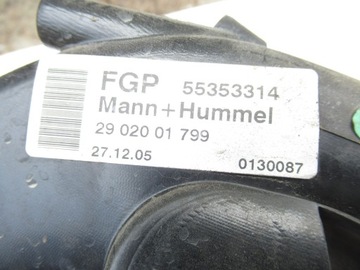 FGP 55353314
Mann+Hummel
29 020 01 799
27.12.05 0130087